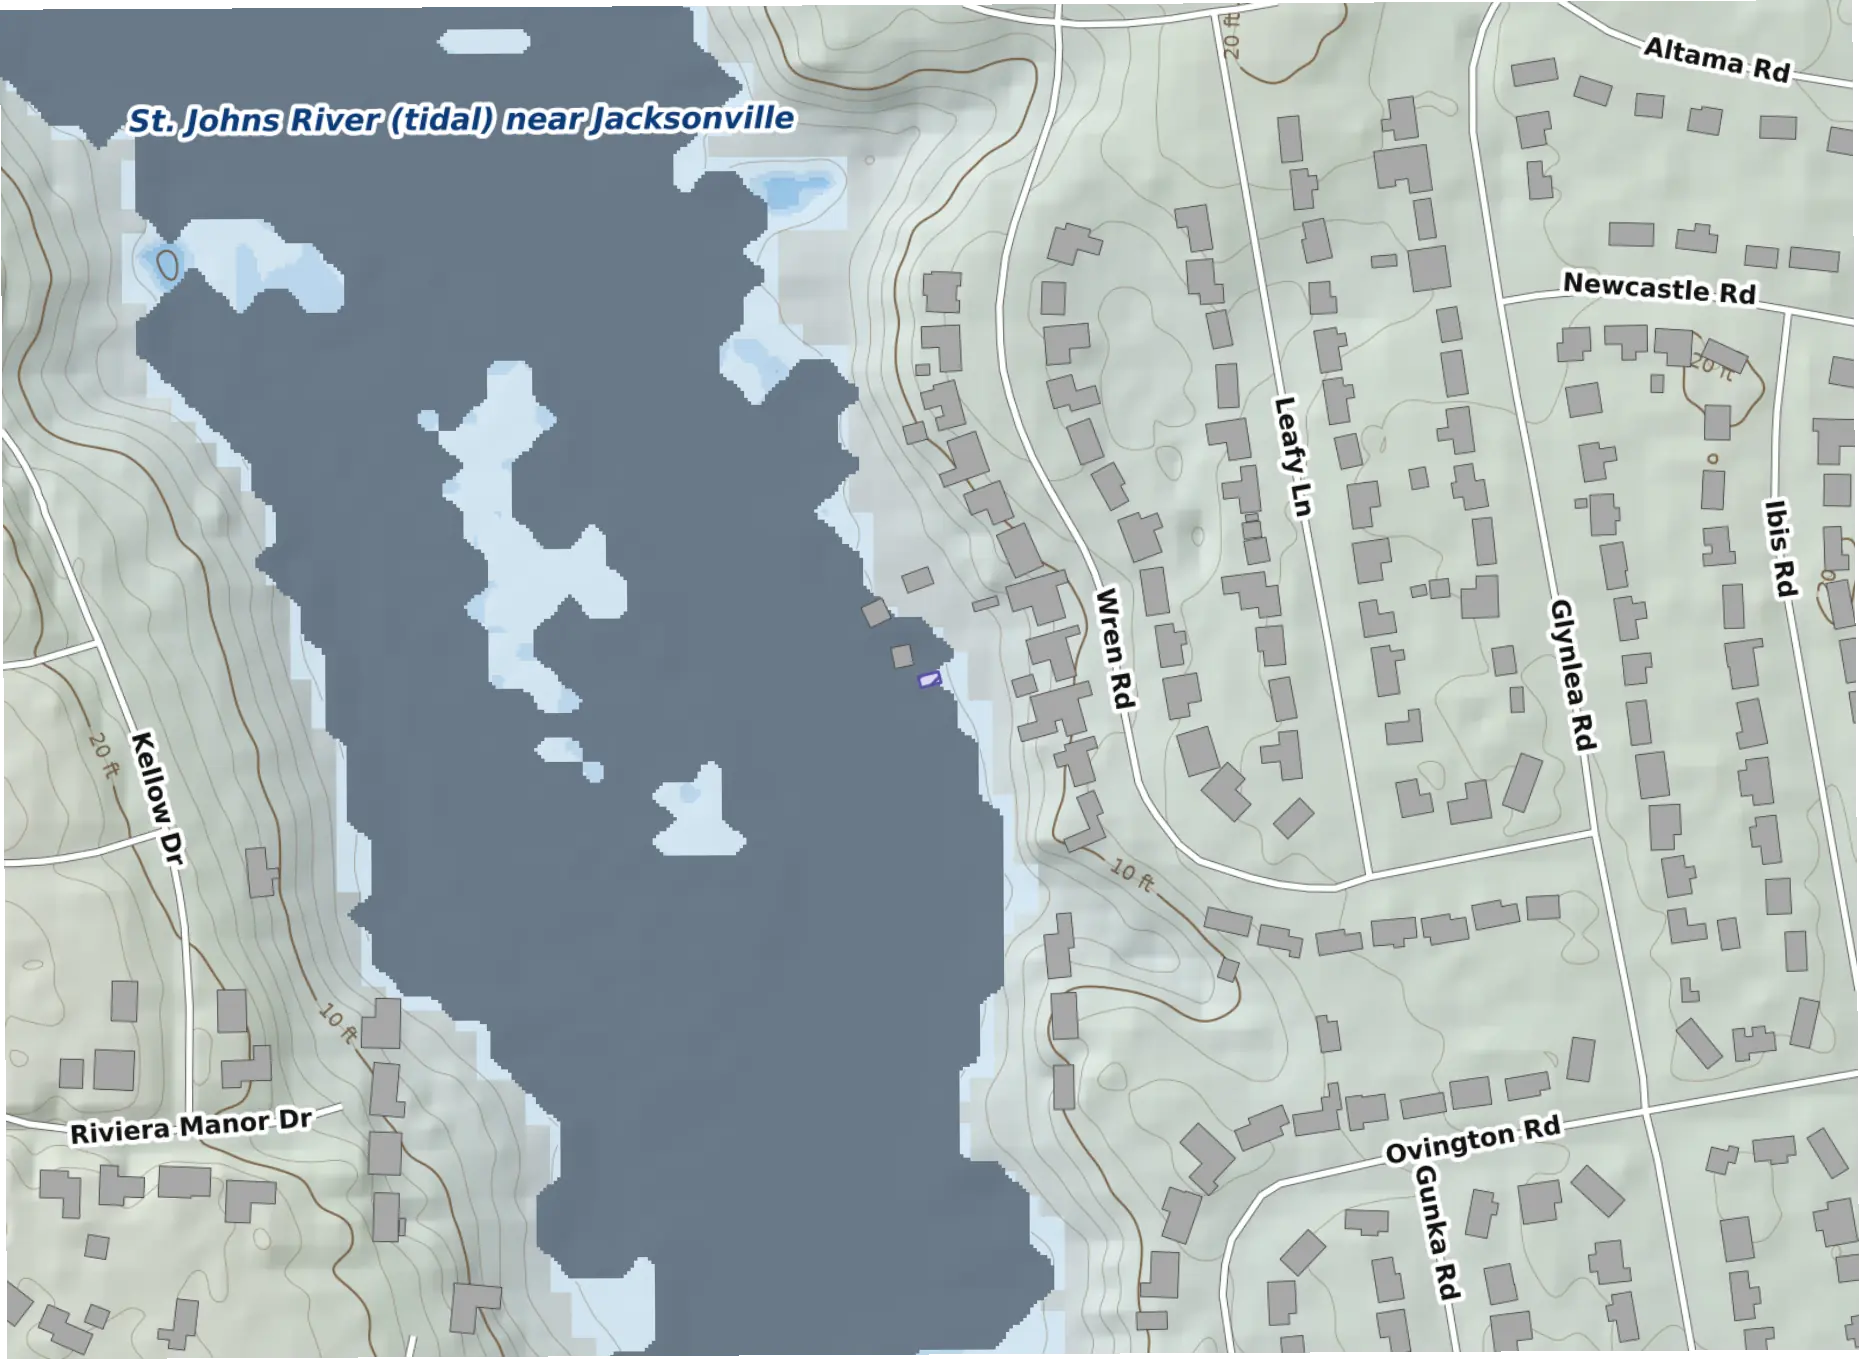 20 ft
Altama Rd
St. Johns River (tidal) near Jacksonville
Newcastle Rd
20 ft
Leafy Ln
Ibis Rd
Wren Rd
Glynlea Rd
20 ft
Kellow Dr
10 ft
10 ft
Riviera Manor Dr
Ovington Rd
Gunka Rd